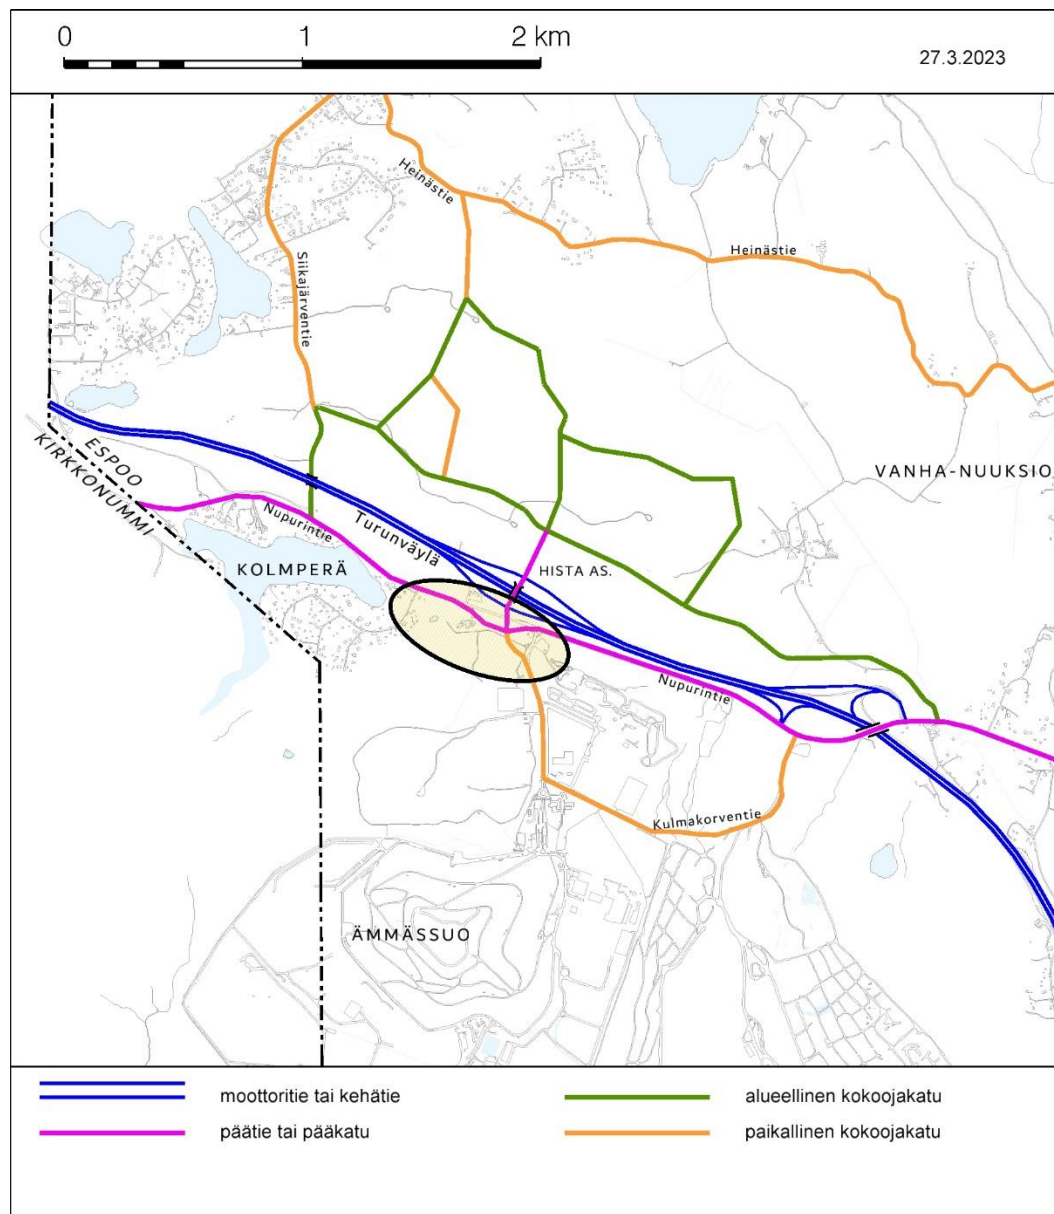 0 1 2 km
27.3.2023
Heinästie
Heinästie
Siikajärventie
VANHA-NUUKSIO
ESPOO
KIRKKONUMMI
Nupurintie
Turunväylä
KOLMPERÄ
HISTA AS.
Nupurintie
Kulmakorventie
ÄMMÄSSUO
moottoritie tai kehätie
alueellinen kokoojakatu
päätie tai pääkatu
paikallinen kokoojakatu